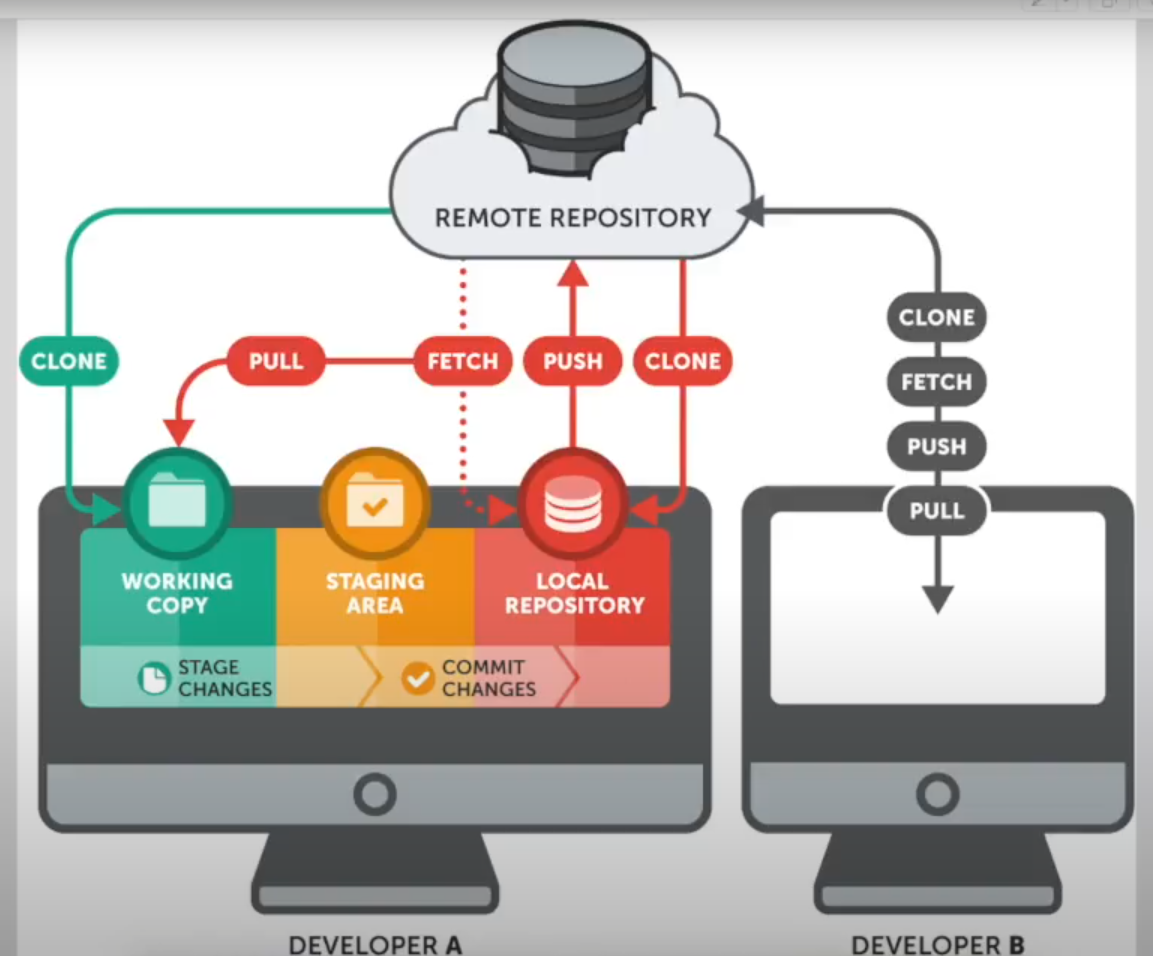 REMOTE REPOSITORY
CLONE
PULL
FETCH
PUSH
CLONE
CLONE
FETCH
PUSH
PULL
WORKING
COPY
STAGING
AREA
LOCAL
REPOSITORY
STAGE
CHANGES
COMMIT
CHANGES
DEVELOPER A
DEVELOPER B